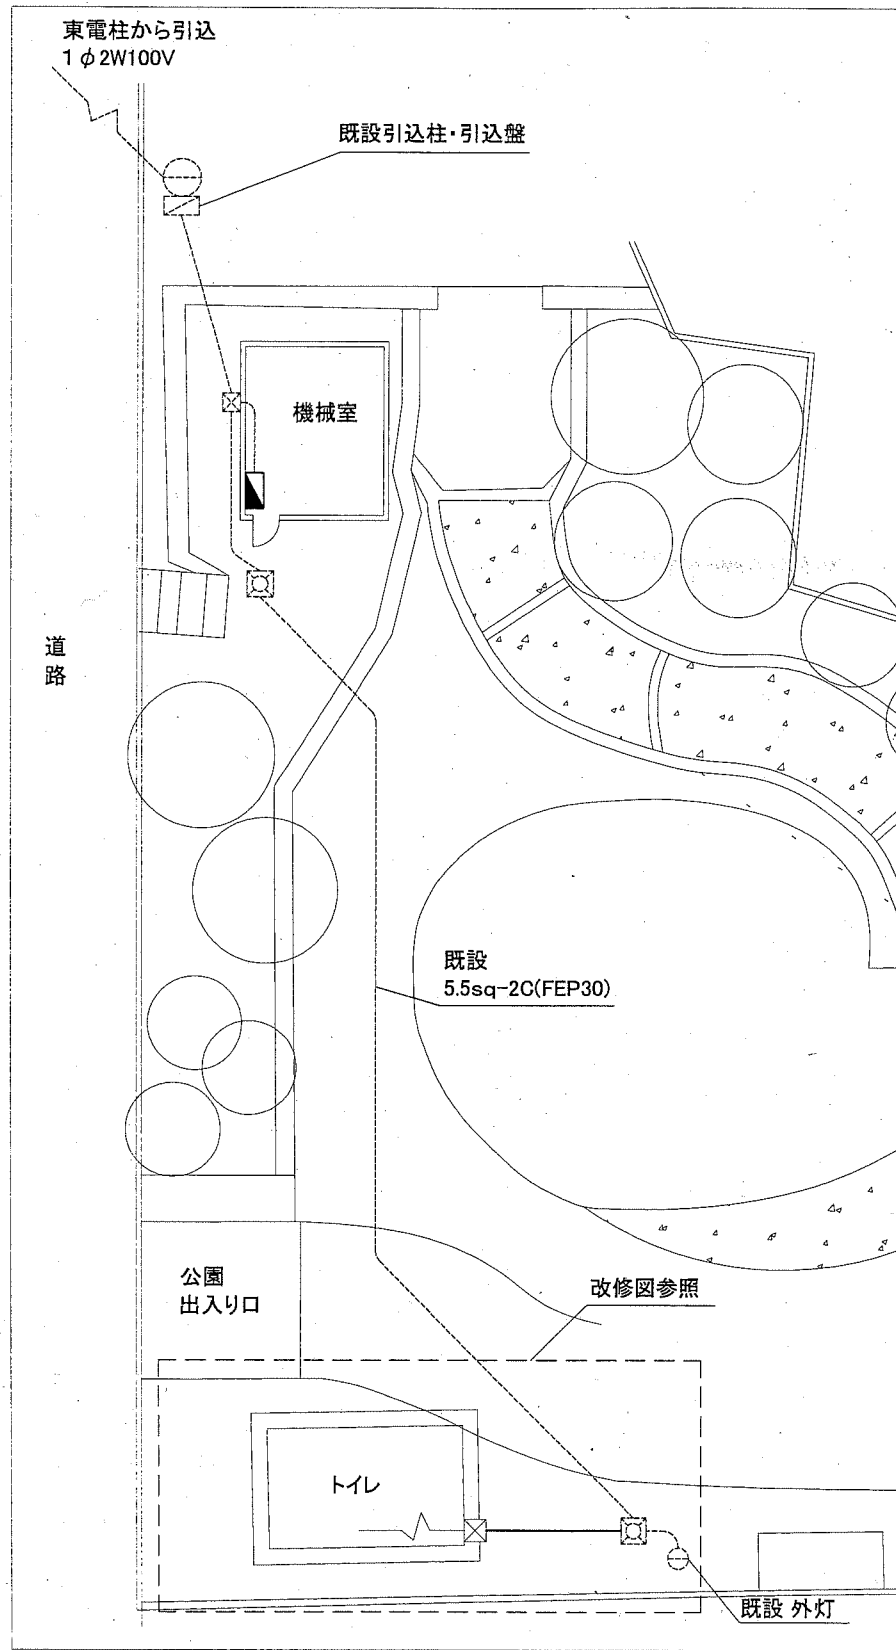 東電柱から引込
1φ2W100V
既設引込柱・引込盤
機械室
道
路
既設
5.5sq-2C(FEP30)
公園
出入り口
改修図参照
トイレ
既設 外灯